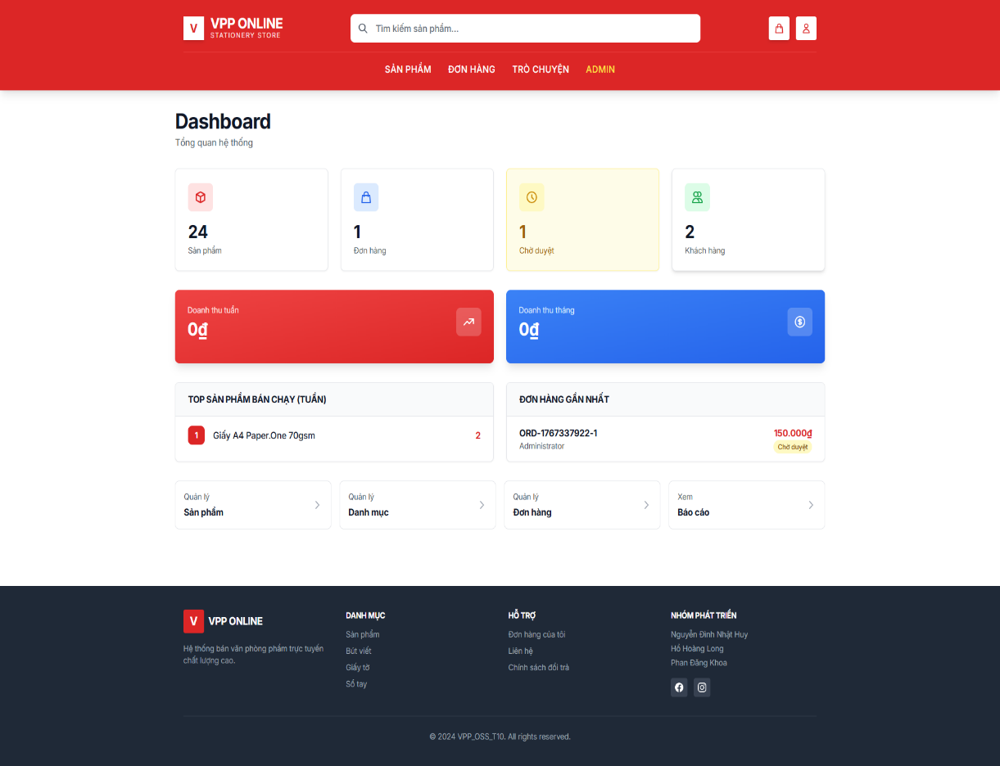 V
VPP ONLINE
STATIONERY STORE
Tìm kiếm sản phẩm...
SẢN PHẨM ĐƠN HÀNG TRÒ CHUYỆN ADMIN
Dashboard
Tổng quan hệ thống
24
Sản phẩm
1
Đơn hàng
1
Chờ duyệt
2
Khách hàng
Doanh thu tuần
0₫
Doanh thu tháng
0₫
TOP SẢN PHẨM BÁN CHẠY (TUẦN)
1 Giấy A4 Paper.One 70gsm 2
ĐƠN HÀNG GẦN NHẤT
ORD-1767337922-1 150.000₫
Administrator Chờ duyệt
Quản lý
Sản phẩm
Quản lý
Danh mục
Quản lý
Đơn hàng
Xem
Báo cáo
V VPP ONLINE
Hệ thống bán văn phòng phẩm trực tuyến
chất lượng cao.
DANH MỤC
Sản phẩm
Bút viết
Giấy tờ
Sổ tay
HỖ TRỢ
Đơn hàng của tôi
Liên hệ
Chính sách đổi trả
NHÓM PHÁT TRIỂN
Nguyễn Đình Nhật Huy
Hồ Hoàng Long
Phan Đăng Khoa
© 2024 VPP_OSS_T10. All rights reserved.